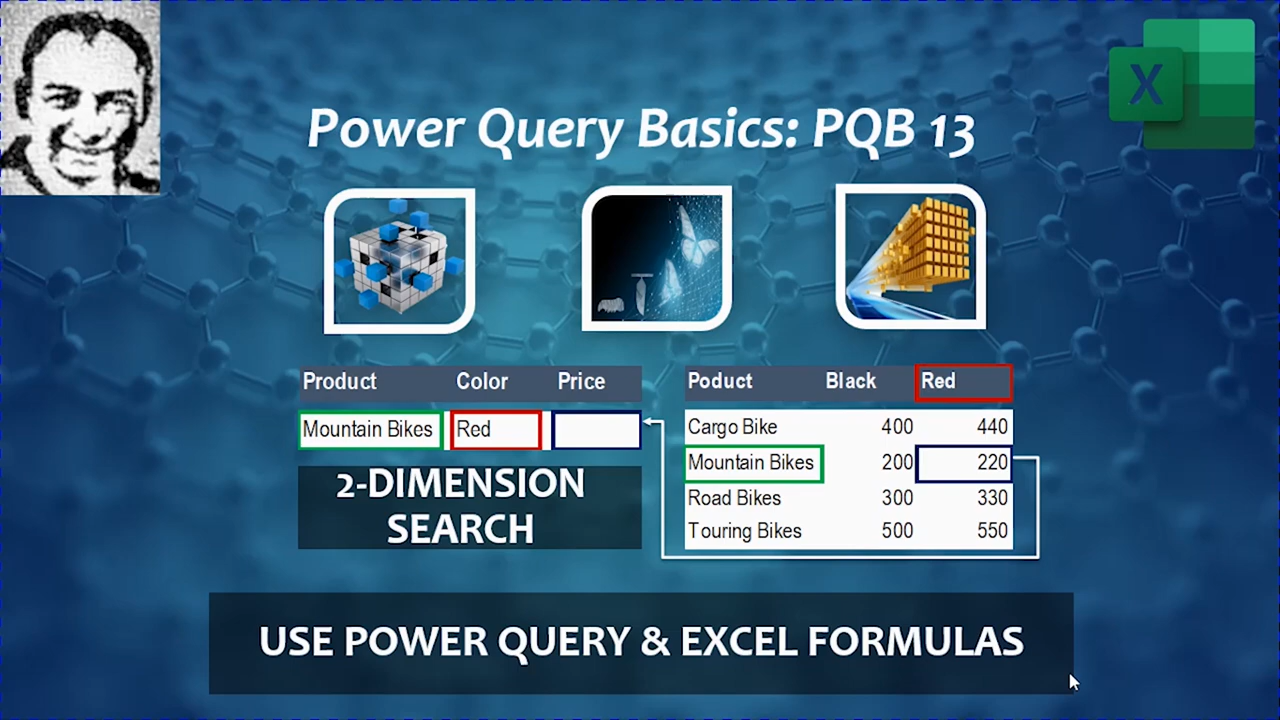 X
Power Query Basics: PQB 13
Product Color Price
Mountain Bikes Red
2-DIMENSION
SEARCH
Poduct Black Red
Cargo Bike 400 440
Mountain Bikes 200 220
Road Bikes 300 330
Touring Bikes 500 550
USE POWER QUERY & EXCEL FORMULAS